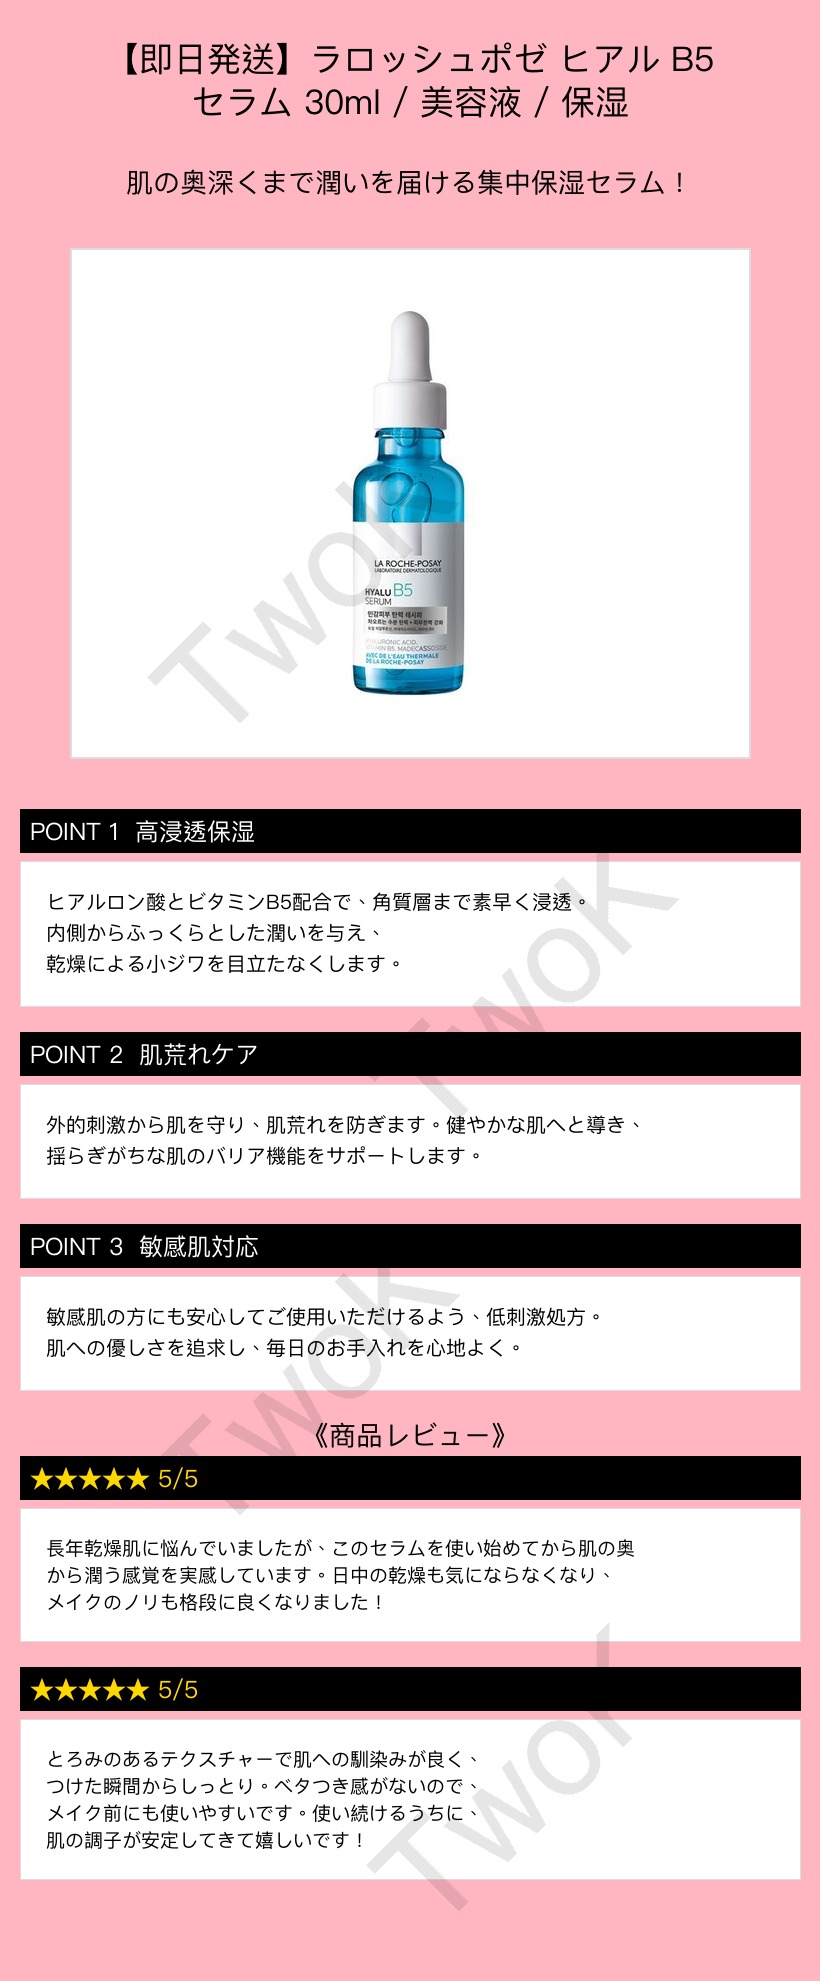 【即日発送】ラロッシュポゼ ヒアル B5
セラム 30ml / 美容液 / 保湿
肌の奥深くまで潤いを届ける集中保湿セラム！
LA ROCHE-POSAY
LABORATOIRE DERMATOLOGIQUE
HYALU B5
SERUM
민감피부 탄력 레시피
차오르는 수분 탄력 + 피부장벽 강화
HYALURONIC ACID.
VITAMIN B5. MADECASSOSIDE
AVEC DE L'EAU THERMALE
DE LA ROCHE-POSAY
TwoK
POINT 1 高浸透保湿
ヒアルロン酸とビタミンB5配合で、角質層まで素早く浸透。
内側からふっくらとした潤いを与え、
乾燥による小ジワを目立たなくします。
TwoK
POINT 2 肌荒れケア
外的刺激から肌を守り、肌荒れを防ぎます。健やかな肌へと導き、
揺らぎがちな肌のバリア機能をサポートします。
POINT 3 敏感肌対応
敏感肌の方にも安心してご使用いただけるよう、低刺激処方。
肌への優しさを追求し、毎日のお手入れを心地よく。
TwoK
《商品レビュー》
★★★★★ 5/5
長年乾燥肌に悩んでいましたが、このセラムを使い始めてから肌の奥
から潤う感覚を実感しています。日中の乾燥も気にならなくなり、
メイクのノリも格段に良くなりました！
★★★★★ 5/5
とろみのあるテクスチャーで肌への馴染みが良く、
つけた瞬間からしっとり。ベタつき感がないので、
メイク前にも使いやすいです。使い続けるうちに、
肌の調子が安定してきて嬉しいです！
TwoK